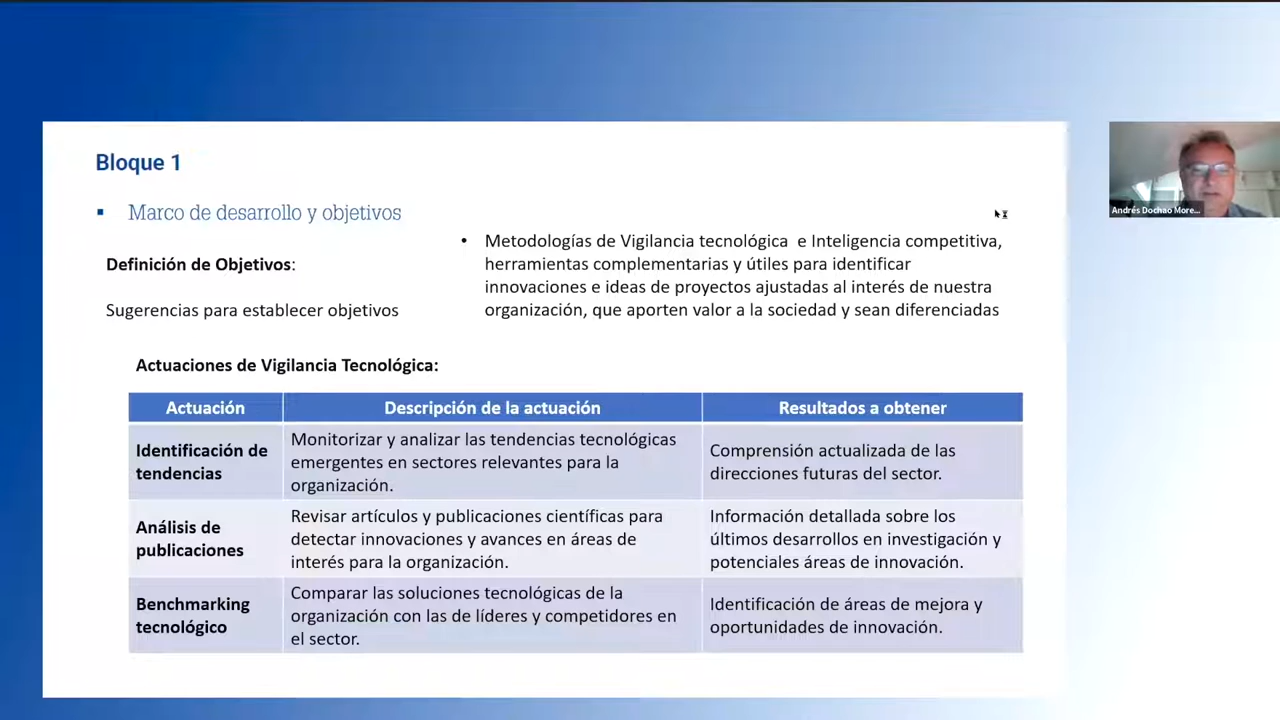 Bloque 1
▪ Marco de desarrollo y objetivos
Definición de Objetivos:
Sugerencias para establecer objetivos
• Metodologías de Vigilancia tecnológica e Inteligencia competitiva,
herramientas complementarias y útiles para identificar
innovaciones e ideas de proyectos ajustadas al interés de nuestra
organización, que aporten valor a la sociedad y sean diferenciadas
Andrés Dochao More...
Actuaciones de Vigilancia Tecnológica:
Actuación
Descripción de la actuación
Resultados a obtener
Identificación de
tendencias
Monitorizar y analizar las tendencias tecnológicas
emergentes en sectores relevantes para la
organización.
Comprensión actualizada de las
direcciones futuras del sector.
Análisis de
publicaciones
Revisar artículos y publicaciones científicas para
detectar innovaciones y avances en áreas de
interés para la organización.
Información detallada sobre los
últimos desarrollos en investigación y
potenciales áreas de innovación.
Benchmarking
tecnológico
Comparar las soluciones tecnológicas de la
organización con las de líderes y competidores en
el sector.
Identificación de áreas de mejora y
oportunidades de innovación.